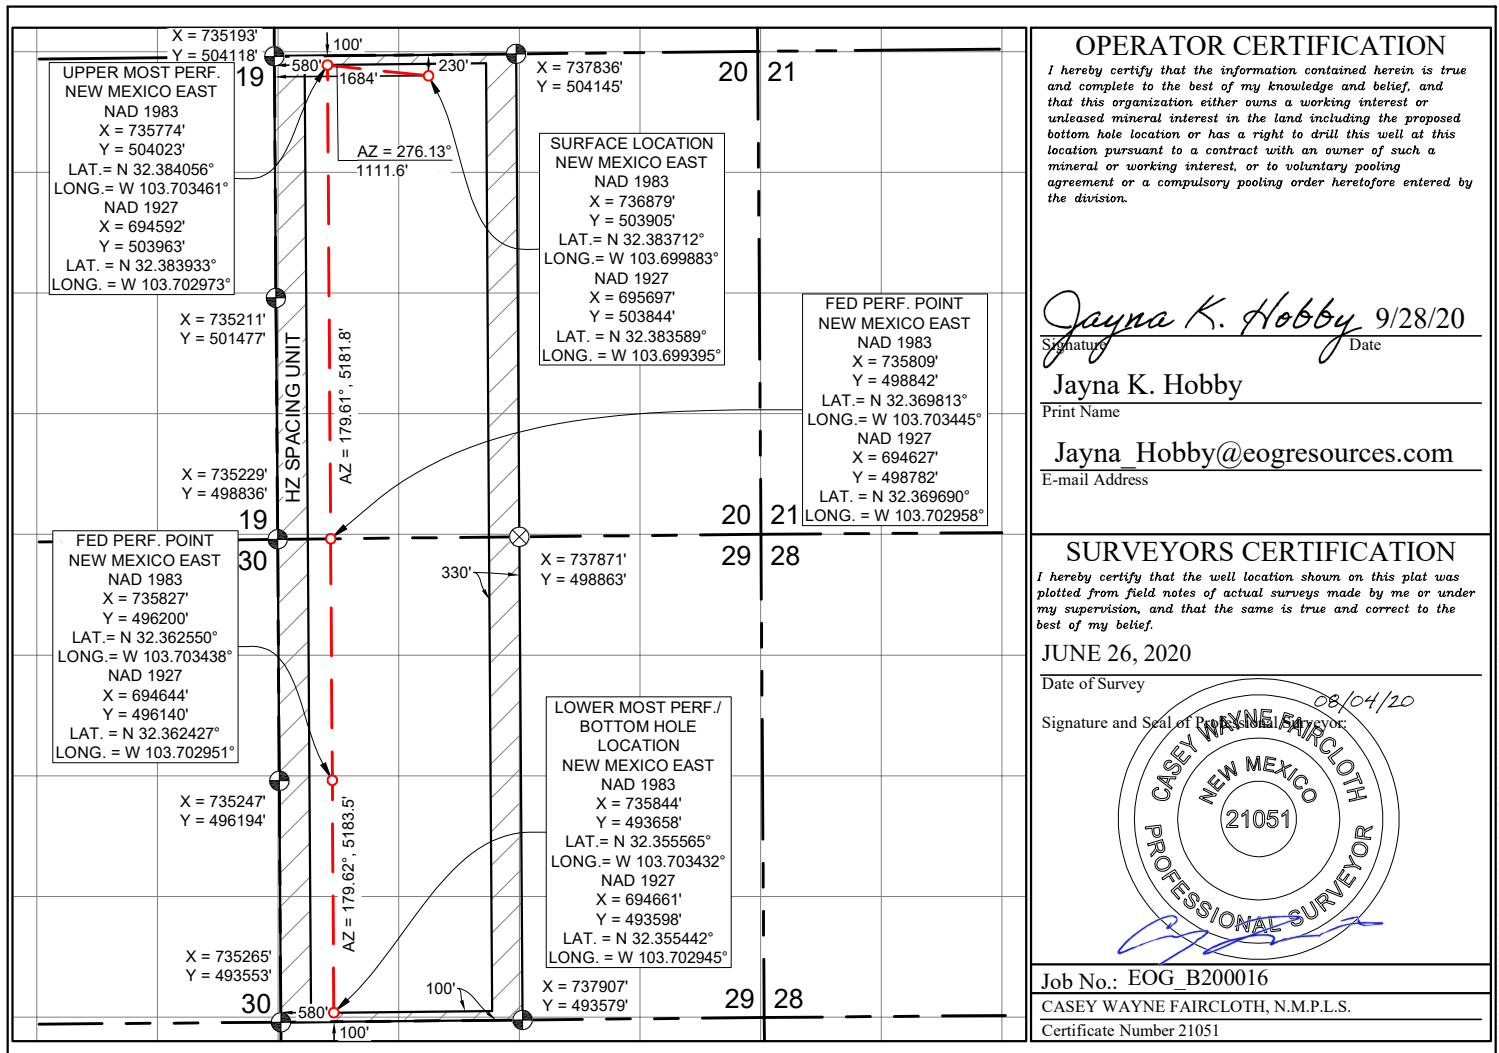 X = 735193'
Y = 504118'
100'
580'
230'
1684'
19
20
21
X = 737836'
Y = 504145'
UPPER MOST PERF.
NEW MEXICO EAST
NAD 1983
X = 735774'
Y = 504023'
LAT.= N 32.384056°
LONG.= W 103.703461°
NAD 1927
X = 694592'
Y = 503963'
LAT. = N 32.383933°
LONG. = W 103.702973°
AZ = 276.13°
1111.6'
SURFACE LOCATION
NEW MEXICO EAST
NAD 1983
X = 736879'
Y = 503905'
LAT.= N 32.383712°
LONG.= W 103.699883°
NAD 1927
X = 695697'
Y = 503844'
LAT. = N 32.383589°
LONG. = W 103.699395°
X = 735211'
Y = 501477'
HZ SPACING UNIT
AZ = 179.61°, 5181.8'
FED PERF. POINT
NEW MEXICO EAST
NAD 1983
X = 735809'
Y = 498842'
LAT.= N 32.369813°
LONG.= W 103.703445°
NAD 1927
X = 694627'
Y = 498782'
LAT. = N 32.369690°
LONG. = W 103.702958°
X = 735229'
Y = 498836'
19
30
20
21
29
28
X = 737871'
Y = 498863'
330'
FED PERF. POINT
NEW MEXICO EAST
NAD 1983
X = 735827'
Y = 496200'
LAT.= N 32.362550°
LONG.= W 103.703438°
NAD 1927
X = 694644'
Y = 496140'
LAT. = N 32.362427°
LONG. = W 103.702951°
X = 735247'
Y = 496194'
AZ = 179.62°, 5183.5'
LOWER MOST PERF./
BOTTOM HOLE
LOCATION
NEW MEXICO EAST
NAD 1983
X = 735844'
Y = 493658'
LAT.= N 32.355565°
LONG.= W 103.703432°
NAD 1927
X = 694661'
Y = 493598'
LAT. = N 32.355442°
LONG. = W 103.702945°
X = 735265'
Y = 493553'
30
580'
100'
100'
X = 737907'
Y = 493579'
29
28
OPERATOR CERTIFICATION
I hereby certify that the information contained herein is true
and complete to the best of my knowledge and belief, and
that this organization either owns a working interest or
unleased mineral interest in the land including the proposed
bottom hole location or has a right to drill this well at this
location pursuant to a contract with an owner of such a
mineral or working interest, or to voluntary pooling
agreement or a compulsory pooling order heretofore entered by
the division.
Jayna K. Hobby 9/28/20
Signature Date
Jayna K. Hobby
Print Name
Jayna_Hobby@eogresources.com
E-mail Address
SURVEYORS CERTIFICATION
I hereby certify that the well location shown on this plat was
plotted from field notes of actual surveys made by me or under
my supervision, and that the same is true and correct to the
best of my belief.
JUNE 26, 2020
Date of Survey
08/04/20
Signature and Seal of Professional Surveyor:
CASEY WAYNE FAIRCLOTH
NEW MEXICO
21051
PROFESSIONAL SURVEYOR
Job No.: EOG_B200016
CASEY WAYNE FAIRCLOTH, N.M.P.L.S.
Certificate Number 21051